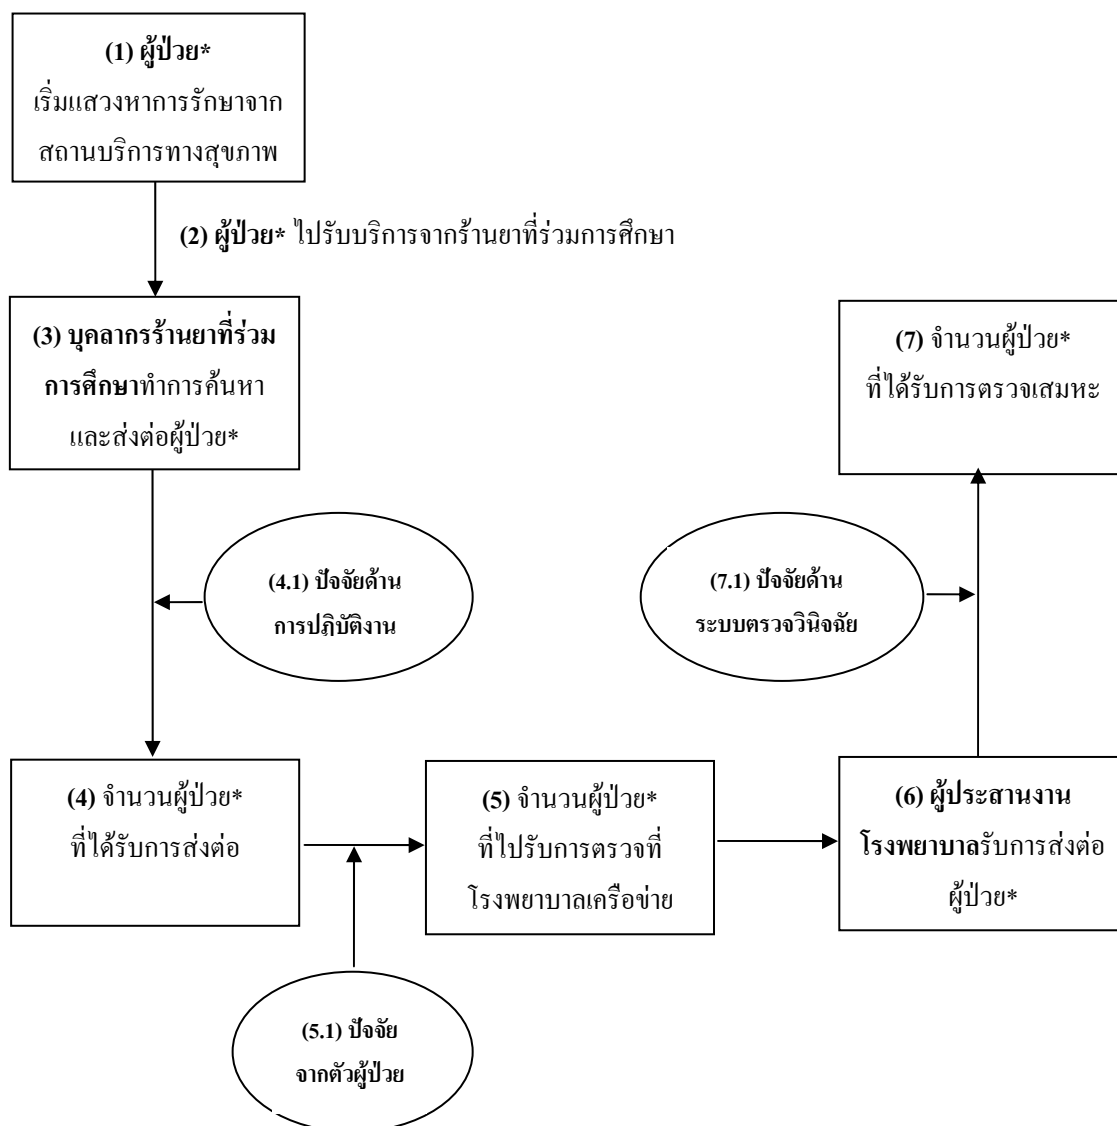 (1) ผู้ป่วย*
เริ่มแสวงหาการรักษาจาก
สถานบริการทางสุขภาพ
(2) ผู้ป่วย* ไปรับบริการจากร้านยาที่ร่วมการศึกษา
(3) บุคลากรร้านยาที่ร่วม
การศึกษาทำการค้นหา
และส่งต่อผู้ป่วย*
(4.1) ปัจจัยด้าน
การปฏิบัติงาน
(4) จำนวนผู้ป่วย*
ที่ได้รับการส่งต่อ
(5.1) ปัจจัย
จากตัวผู้ป่วย
(5) จำนวนผู้ป่วย*
ที่ไปรับการตรวจที่
โรงพยาบาลเครือข่าย
(6) ผู้ประสานงาน
โรงพยาบาลรับการส่งต่อ
ผู้ป่วย*
(7.1) ปัจจัยด้าน
ระบบตรวจวินิจฉัย
(7) จำนวนผู้ป่วย*
ที่ได้รับการตรวจเสมหะ